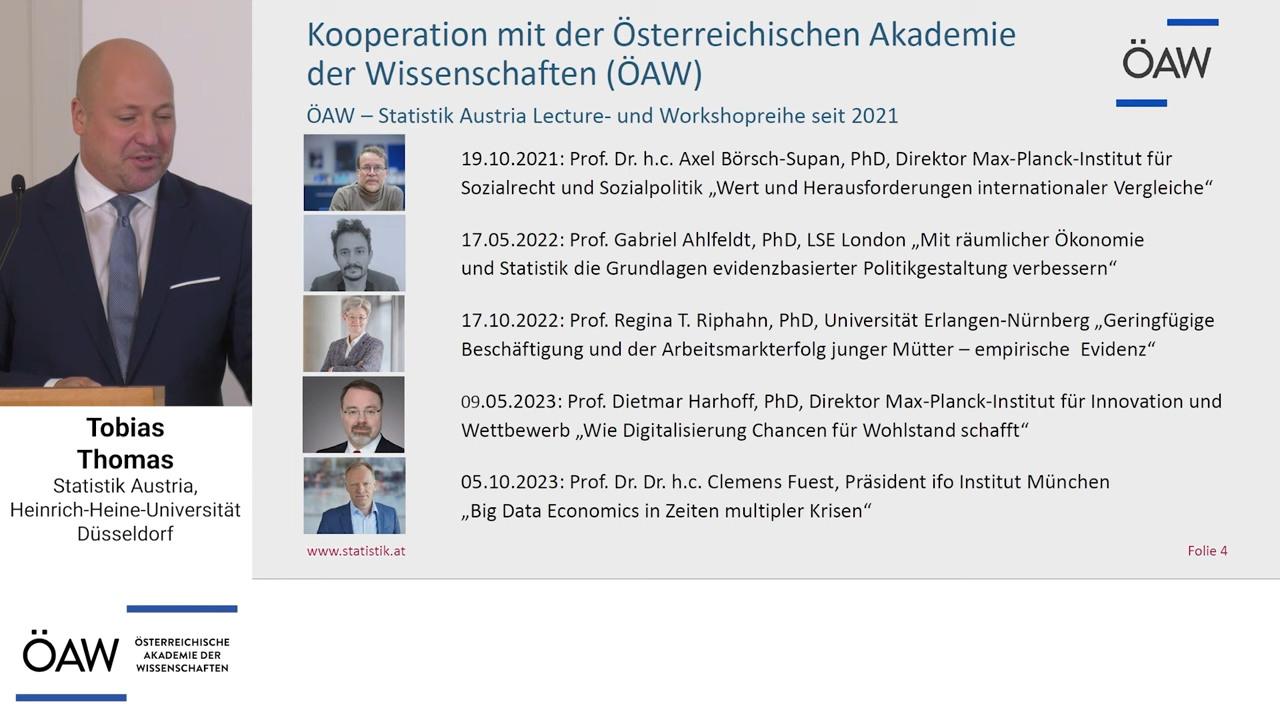 Kooperation mit der Österreichischen Akademie
der Wissenschaften (ÖAW)
ÖAW
ÖAW – Statistik Austria Lecture- und Workshopreihe seit 2021
19.10.2021: Prof. Dr. h.c. Axel Börsch-Supan, PhD, Direktor Max-Planck-Institut für
Sozialrecht und Sozialpolitik „Wert und Herausforderungen internationaler Vergleiche“
17.05.2022: Prof. Gabriel Ahlfeldt, PhD, LSE London „Mit räumlicher Ökonomie
und Statistik die Grundlagen evidenzbasierter Politikgestaltung verbessern“
17.10.2022: Prof. Regina T. Riphahn, PhD, Universität Erlangen-Nürnberg „Geringfügige
Beschäftigung und der Arbeitsmarkterfolg junger Mütter – empirische  Evidenz“
09.05.2023: Prof. Dietmar Harhoff, PhD, Direktor Max-Planck-Institut für Innovation und
Wettbewerb „Wie Digitalisierung Chancen für Wohlstand schafft“
05.10.2023: Prof. Dr. Dr. h.c. Clemens Fuest, Präsident ifo Institut München
„Big Data Economics in Zeiten multipler Krisen“
www.statistik.at
Folie 4
Tobias
Thomas
Statistik Austria,
Heinrich-Heine-Universität
Düsseldorf
ÖAW
ÖSTERREICHISCHE
AKADEMIE DER
WISSENSCHAFTEN